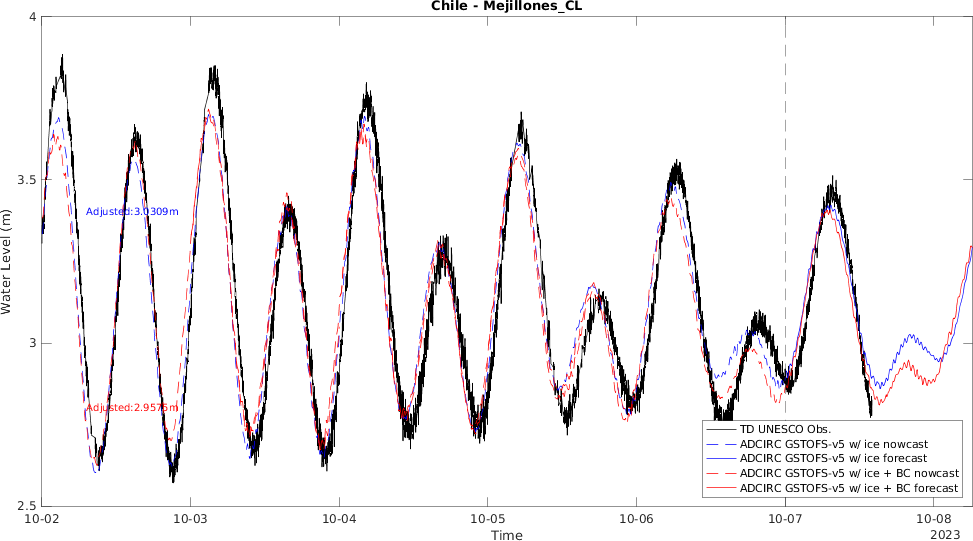 Chile - Mejillones_CL
4
3.5
3
2.5
Water Level (m)
Adjusted:3.0309m
Adjusted:2.9575m
TD UNESCO Obs.
ADCIRC GSTOFS-v5 w/ ice nowcast
ADCIRC GSTOFS-v5 w/ ice forecast
ADCIRC GSTOFS-v5 w/ ice + BC nowcast
ADCIRC GSTOFS-v5 w/ ice + BC forecast
10-02 10-03 10-04 10-05 10-06 10-07 10-08
Time
2023